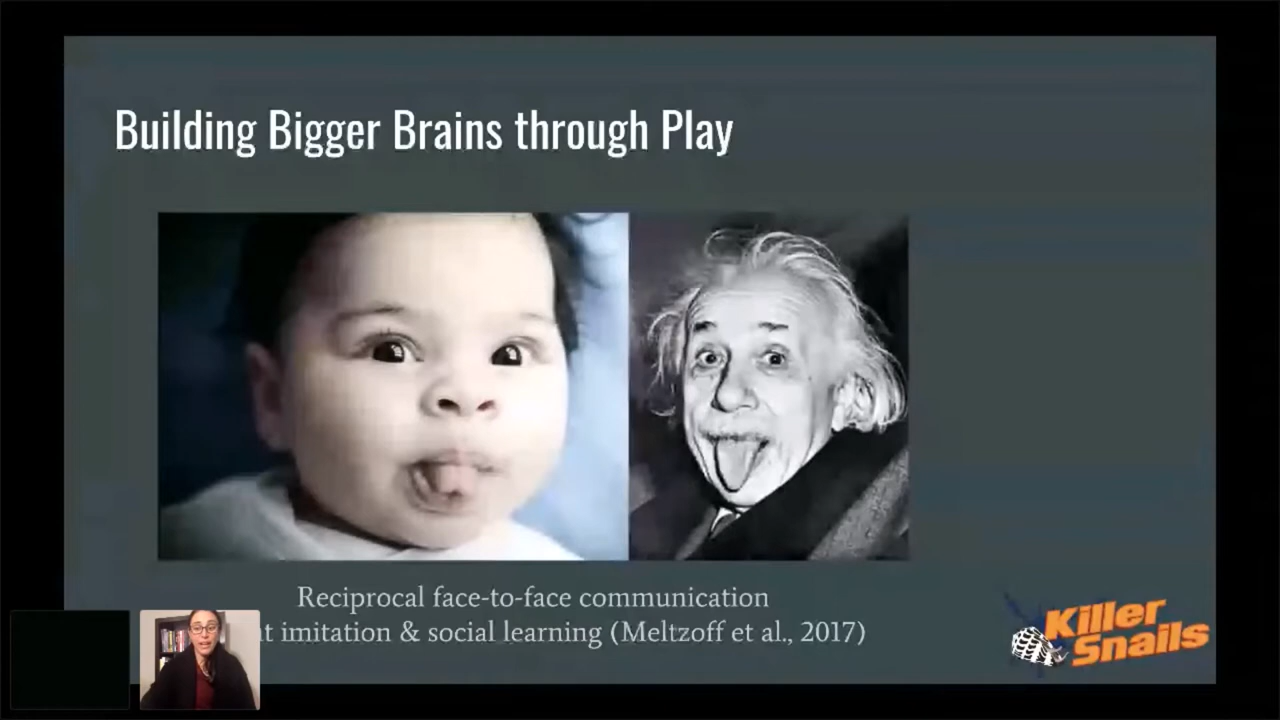 Building Bigger Brains through Play
Reciprocal face-to-face communication
imitation & social learning (Meltzoff et al., 2017)
Killer
Snails